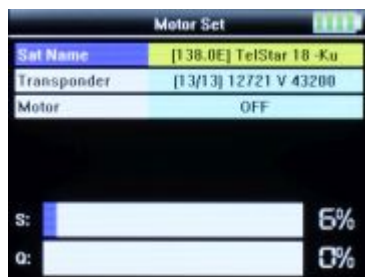 Motor Set
Sat Name [138.0E] TelStar 18 -Ku
Transponder [13/13] 12721 V 43200
Motor OFF
S: 6%
Q: 0%